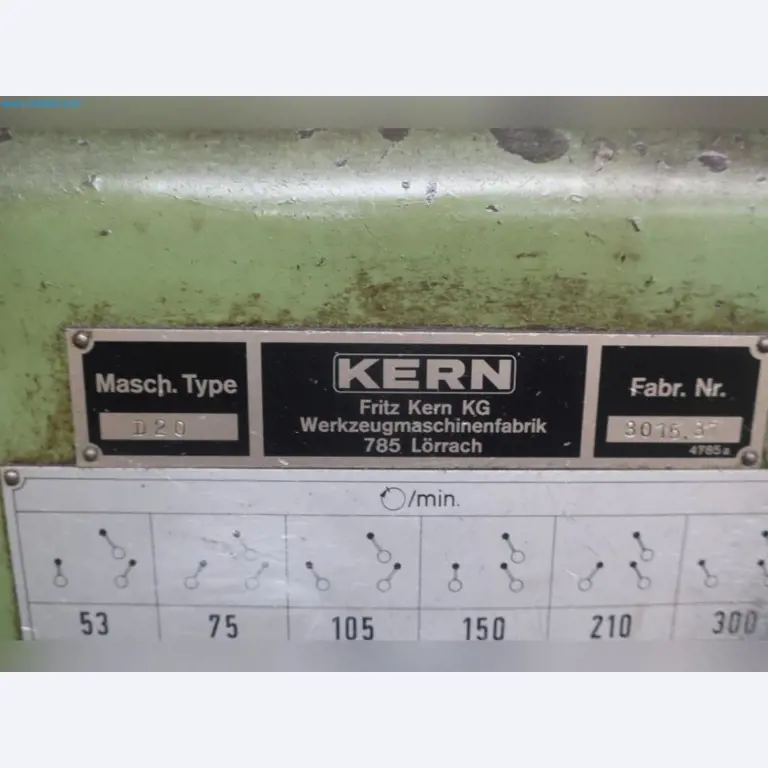 Masch. Type
D20
KERN
Fritz Kern KG
Werkzeugmaschinenfabrik
785 Lörrach
Fabr. Nr.
4765a
/min.
53 75 105 150 210 300